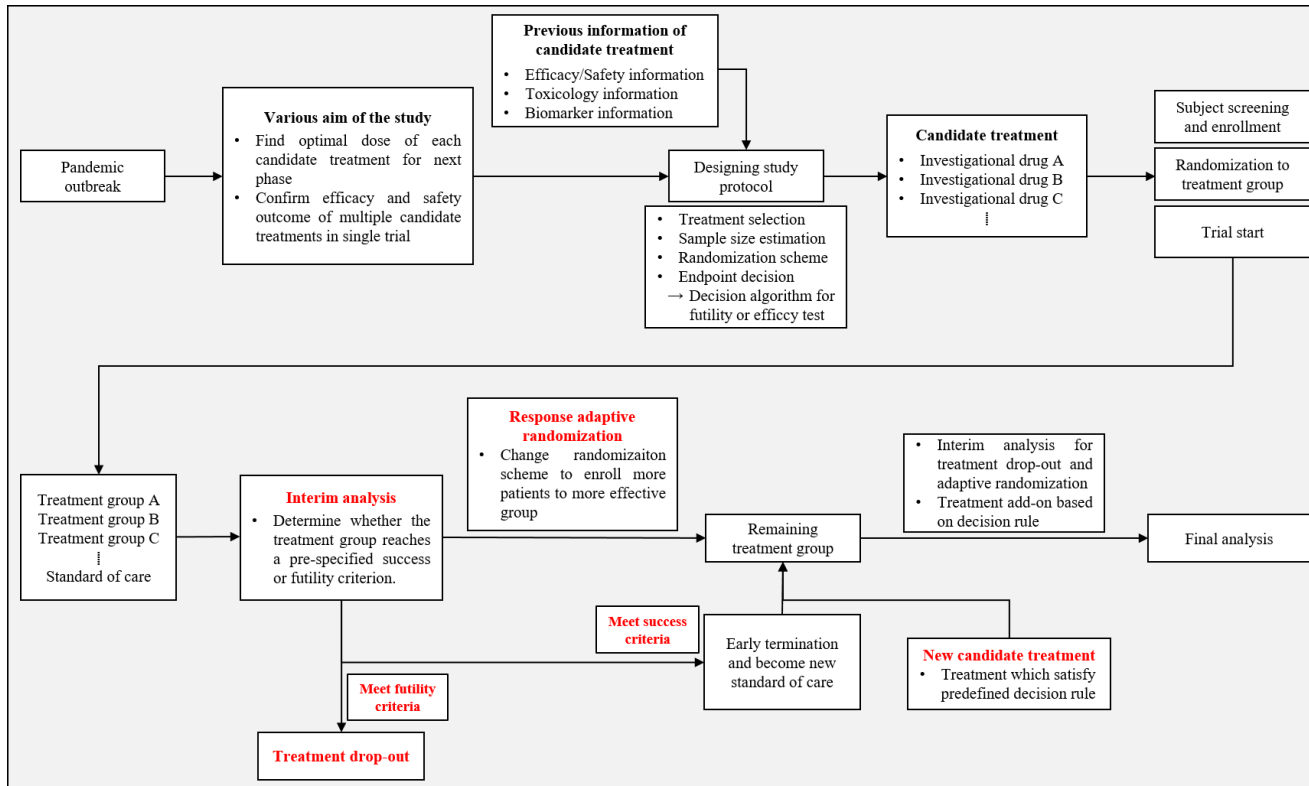 Previous information of
candidate treatment
• Efficacy/Safety information
• Toxicology information
• Biomarker information
Various aim of the study
• Find optimal dose of each
candidate treatment for next
phase
• Confirm efficacy and safety
outcome of multiple candidate
treatments in single trial
Pandemic
outbreak
Designing study
protocol
• Treatment selection
• Sample size estimation
• Randomization scheme
• Endpoint decision
→ Decision algorithm for
futility or efficcy test
Candidate treatment
• Investigational drug A
• Investigational drug B
• Investigational drug C
⁞
Subject screening
and enrollment
Randomization to
treatment group
Trial start
Treatment group A
Treatment group B
Treatment group C
⁞
Standard of care
Interim analysis
• Determine whether the
treatment group reaches
a pre-specified success
or futility criterion.
Response adaptive
randomization
• Change randomizaiton
scheme to enroll more
patients to more effective
group
Remaining
treatment group
• Interim analysis for
treatment drop-out and
adaptive randomization
• Treatment add-on based
on decision rule
Final analysis
Meet success
criteria
Early termination
and become new
standard of care
New candidate treatment
• Treatment which satisfy
predefined decision rule
Meet futility
criteria
Treatment drop-out